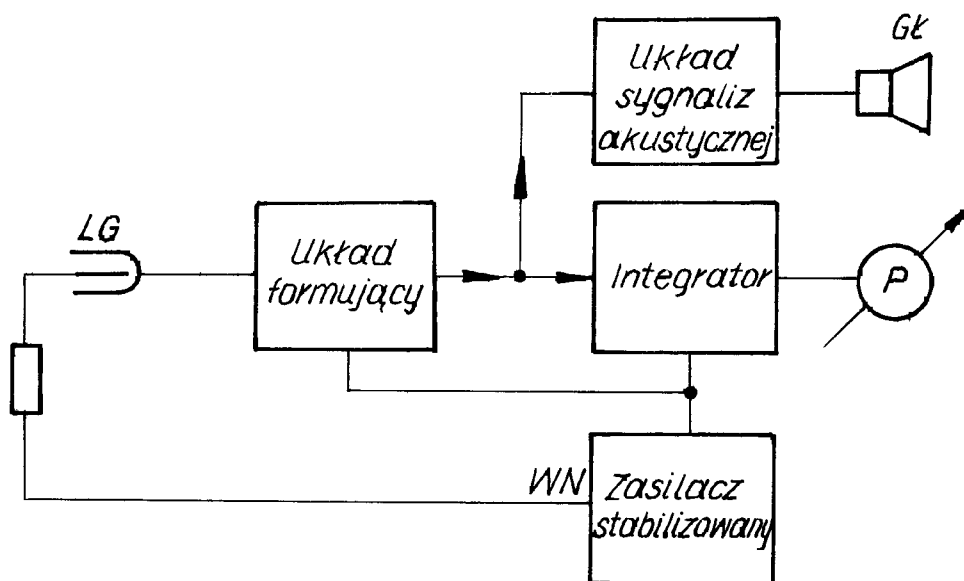 Układ
sygnaliz
akustycznej
GŁ
LG
Układ
formujący
Integrator
P
WN
Zasilacz
stabilizowany